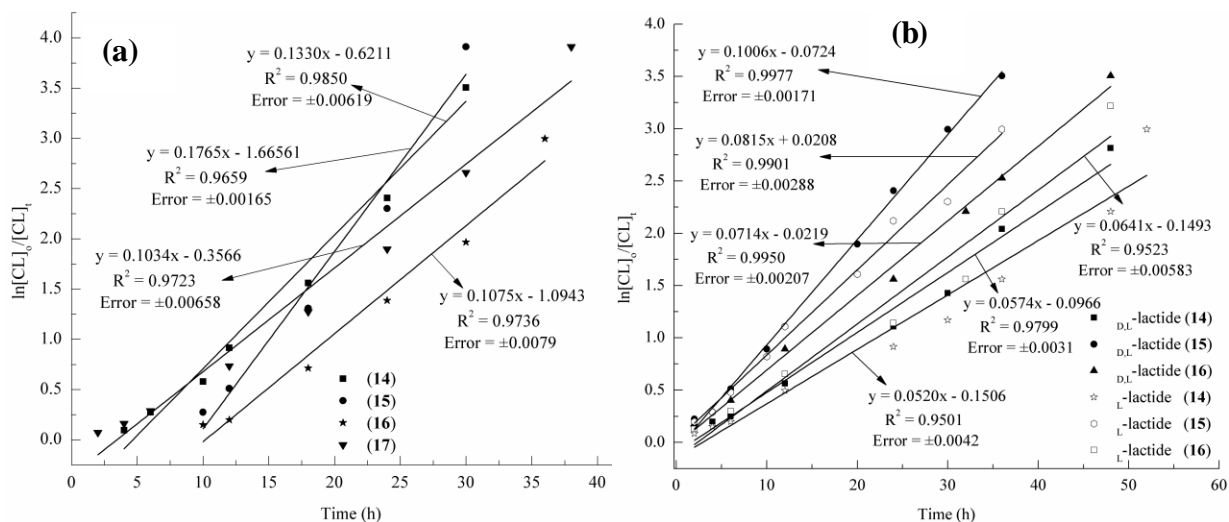 (a)
ln[CL]o/[CL]t
4.0
3.5
3.0
2.5
2.0
1.5
1.0
0.5
0.0
y = 0.1330x - 0.6211
R² = 0.9850
Error = ±0.00619
y = 0.1765x - 1.66561
R² = 0.9659
Error = ±0.00165
y = 0.1034x - 0.3566
R² = 0.9723
Error = ±0.00658
y = 0.1075x - 1.0943
R² = 0.9736
Error = ±0.0079
(14)
(15)
(16)
(17)
0 5 10 15 20 25 30 35 40
Time (h)
(b)
ln[CL]o/[CL]t
4.0
3.5
3.0
2.5
2.0
1.5
1.0
0.5
0.0
y = 0.1006x - 0.0724
R² = 0.9977
Error = ±0.00171
y = 0.0815x + 0.0208
R² = 0.9901
Error = ±0.00288
y = 0.0714x - 0.0219
R² = 0.9950
Error = ±0.00207
y = 0.0641x - 0.1493
R² = 0.9523
Error = ±0.00583
y = 0.0574x - 0.0966
R² = 0.9799
Error = ±0.0031
y = 0.0520x - 0.1506
R² = 0.9501
Error = ±0.0042
D,L-lactide (14)
D,L-lactide (15)
D,L-lactide (16)
L-lactide (14)
L-lactide (15)
L-lactide (16)
0 10 20 30 40 50 60
Time (h)